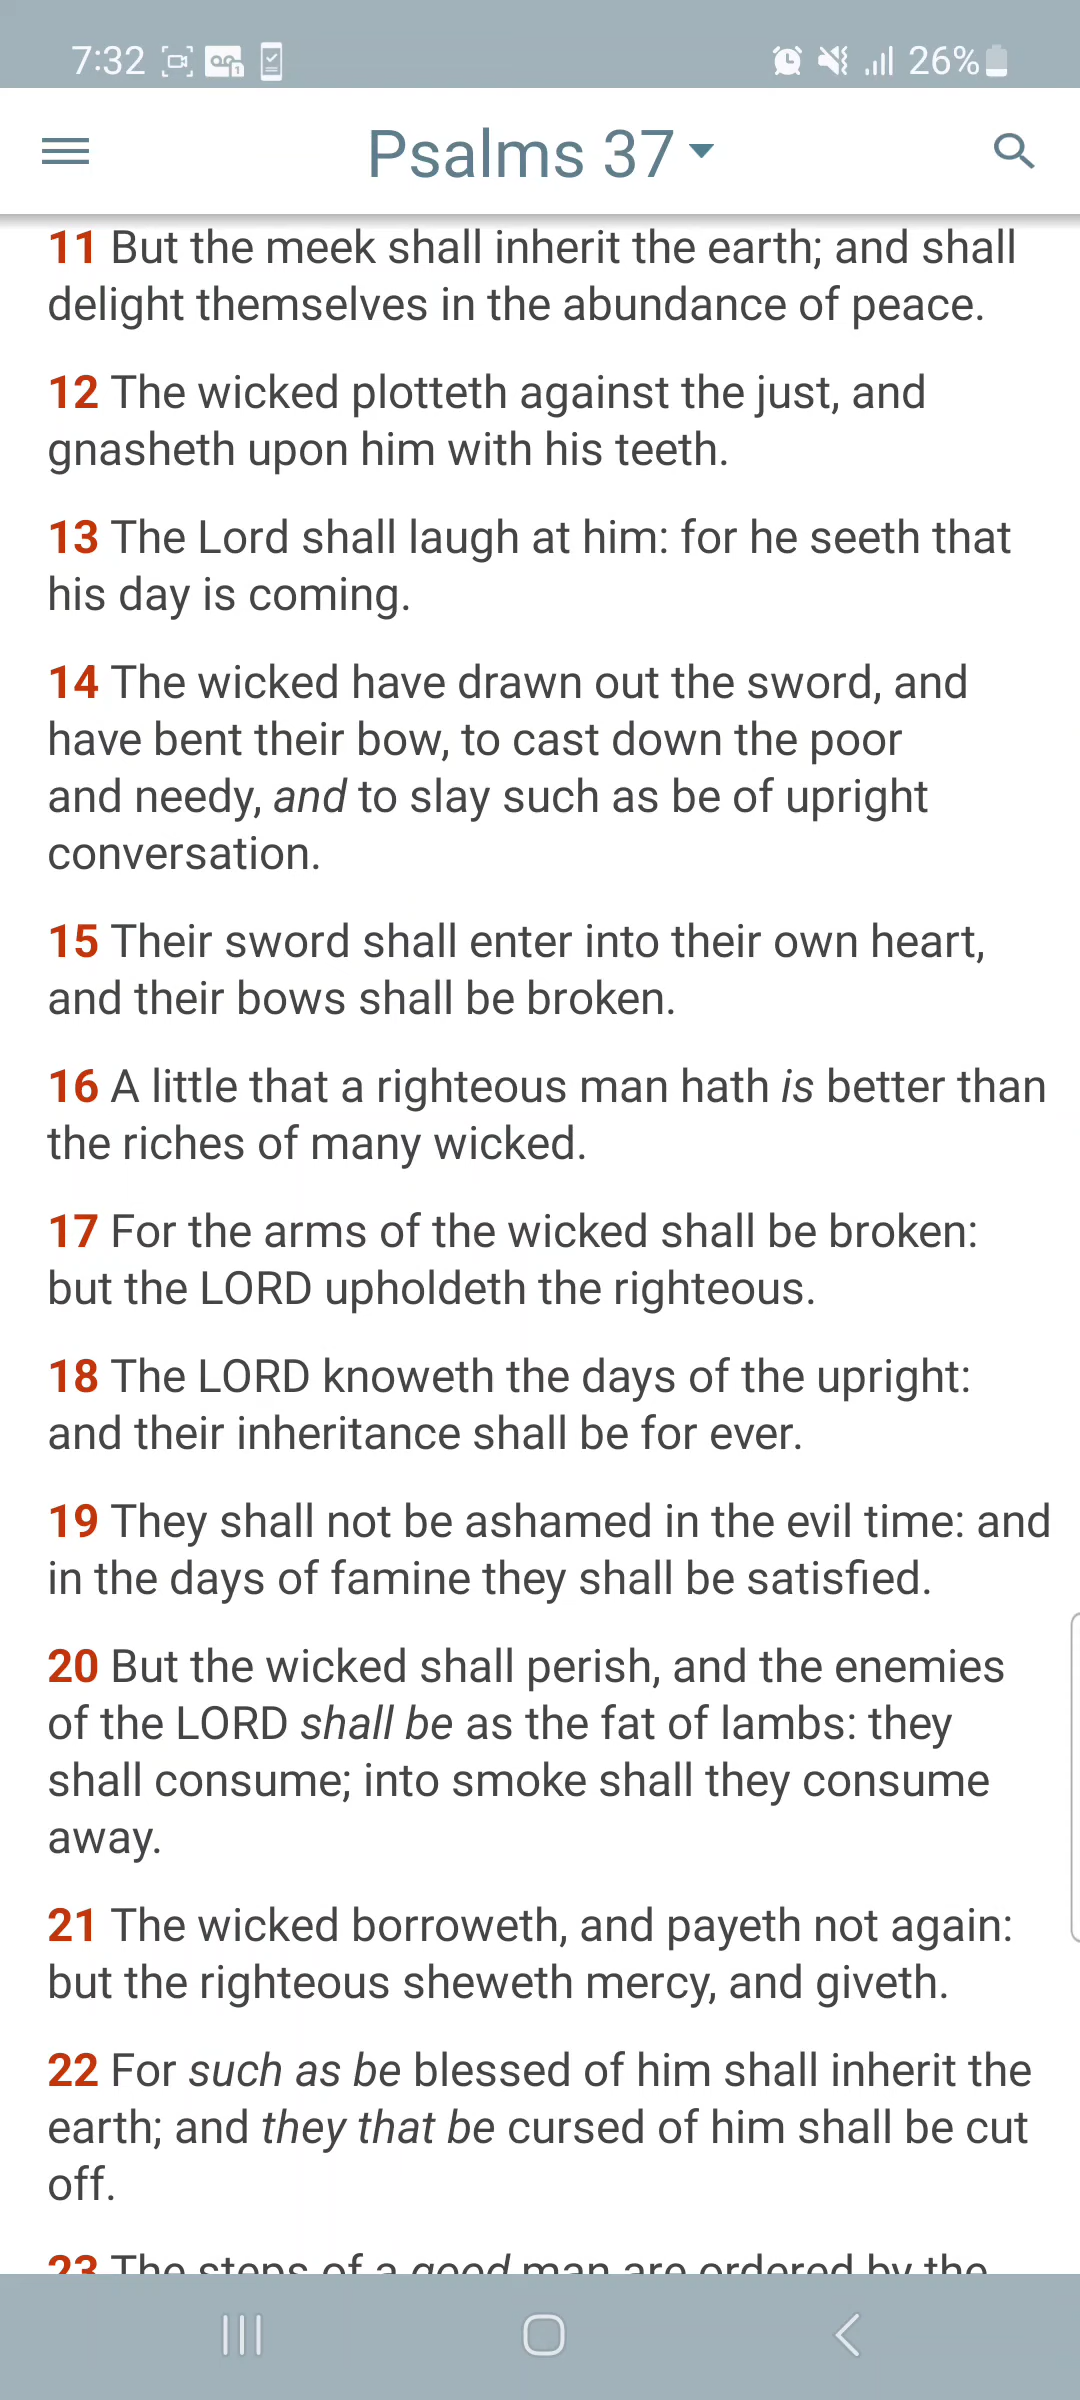 7:32 26%
Psalms 37
11 But the meek shall inherit the earth; and shall
delight themselves in the abundance of peace.
12 The wicked plotteth against the just, and
gnasheth upon him with his teeth.
13 The Lord shall laugh at him: for he seeth that
his day is coming.
14 The wicked have drawn out the sword, and
have bent their bow, to cast down the poor
and needy, and to slay such as be of upright
conversation.
15 Their sword shall enter into their own heart,
and their bows shall be broken.
16 A little that a righteous man hath is better than
the riches of many wicked.
17 For the arms of the wicked shall be broken:
but the LORD upholdeth the righteous.
18 The LORD knoweth the days of the upright:
and their inheritance shall be for ever.
19 They shall not be ashamed in the evil time: and
in the days of famine they shall be satisfied.
20 But the wicked shall perish, and the enemies
of the LORD shall be as the fat of lambs: they
shall consume; into smoke shall they consume
away.
21 The wicked borroweth, and payeth not again:
but the righteous sheweth mercy, and giveth.
22 For such as be blessed of him shall inherit the
earth; and they that be cursed of him shall be cut
off.
23 The steps of a good man are ordered by the